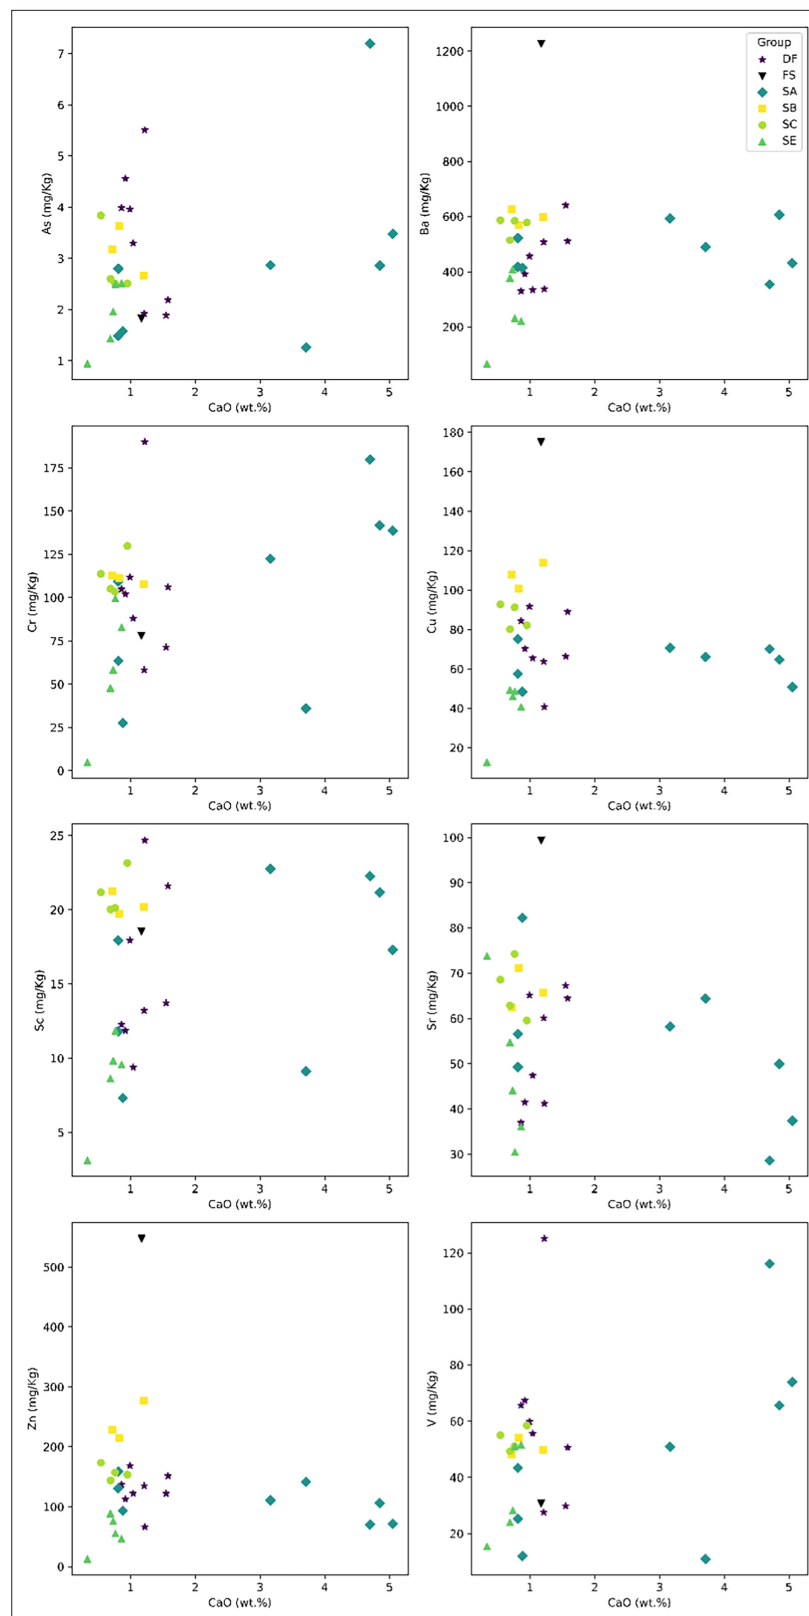 As (mg/Kg)
7
6
5
4
3
2
1
1 2 3 4 5
CaO (wt.%)
Ba (mg/Kg)
1200
1000
800
600
400
200
1 2 3 4 5
CaO (wt.%)
Group
DF
FS
SA
SB
SC
SE
Cr (mg/Kg)
175
150
125
100
75
50
25
0
1 2 3 4 5
CaO (wt.%)
Cu (mg/Kg)
180
160
140
120
100
80
60
40
20
1 2 3 4 5
CaO (wt.%)
Sc (mg/Kg)
25
20
15
10
5
1 2 3 4 5
CaO (wt.%)
Sr (mg/Kg)
100
90
80
70
60
50
40
30
1 2 3 4 5
CaO (wt.%)
Zn (mg/Kg)
500
400
300
200
100
0
1 2 3 4 5
CaO (wt.%)
V (mg/Kg)
120
100
80
60
40
20
1 2 3 4 5
CaO (wt.%)